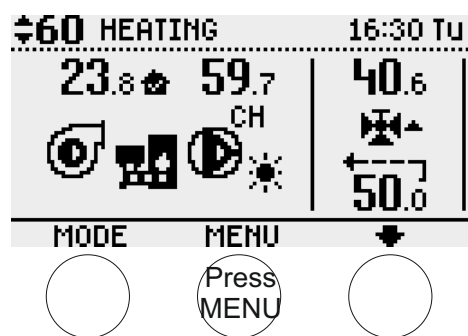 60 HEATING 16:30 Tu
23.8 59.7 40.6
CH
50.0
MODE MENU
Press
MENU